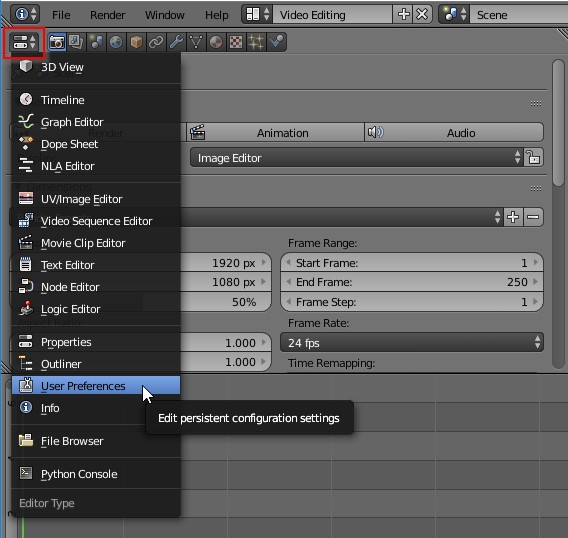 File Render Window Help Video Editing Scene
3D View
Timeline
Graph Editor
Dope Sheet
NLA Editor
UV/Image Editor
Video Sequence Editor
Movie Clip Editor
Text Editor
Node Editor
Logic Editor
Properties
Outliner
User Preferences
Info
File Browser
Python Console
Editor Type
Render Animation Audio
Image Editor
1920 px
1080 px
50%
1.000
1.000
Frame Range:
Start Frame: 1
End Frame: 250
Frame Step: 1
Frame Rate:
24 fps
Time Remapping:
Edit persistent configuration settings